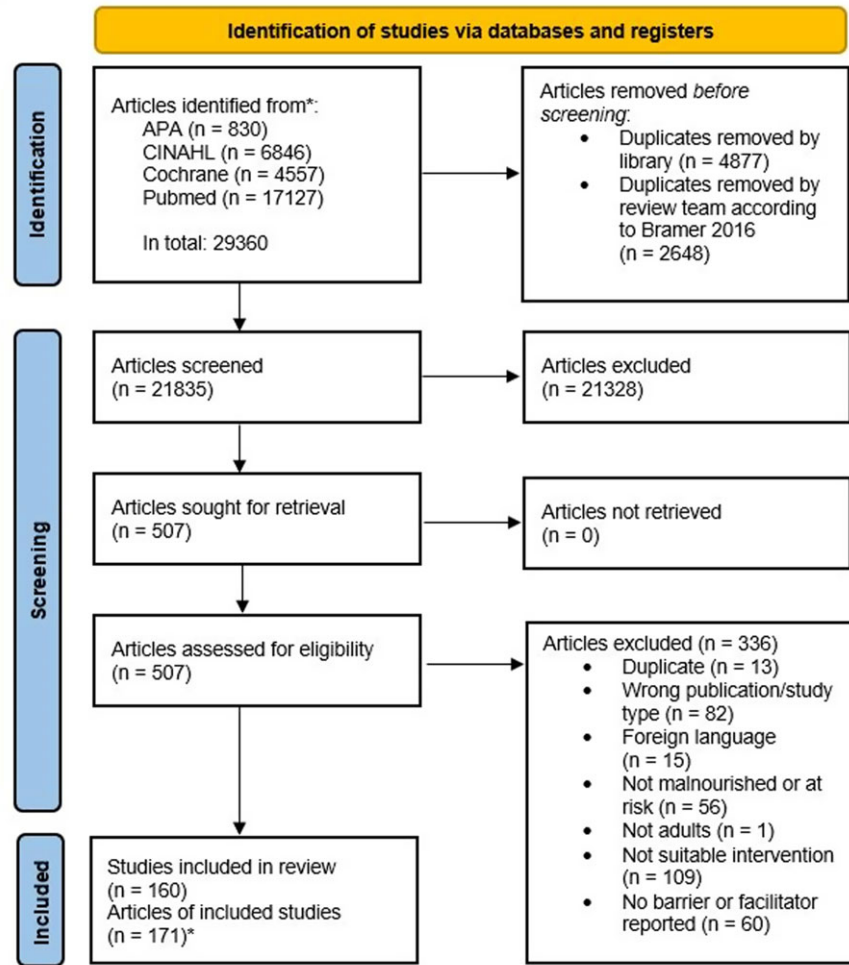 Identification of studies via databases and registers
Identification
Articles identified from*:
APA (n = 830)
CINAHL (n = 6846)
Cochrane (n = 4557)
Pubmed (n = 17127)
In total: 29360
Articles removed before
screening:
• Duplicates removed by
library (n = 4877)
• Duplicates removed by
review team according
to Bramer 2016
(n = 2648)
Screening
Articles screened
(n = 21835)
Articles excluded
(n = 21328)
Articles sought for retrieval
(n = 507)
Articles not retrieved
(n = 0)
Articles assessed for eligibility
(n = 507)
Articles excluded (n = 336)
• Duplicate (n = 13)
• Wrong publication/study
type (n = 82)
• Foreign language
(n = 15)
• Not malnourished or at
risk (n = 56)
• Not adults (n = 1)
• Not suitable intervention
(n = 109)
• No barrier or facilitator
reported (n = 60)
Included
Studies included in review
(n = 160)
Articles of included studies
(n = 171)*